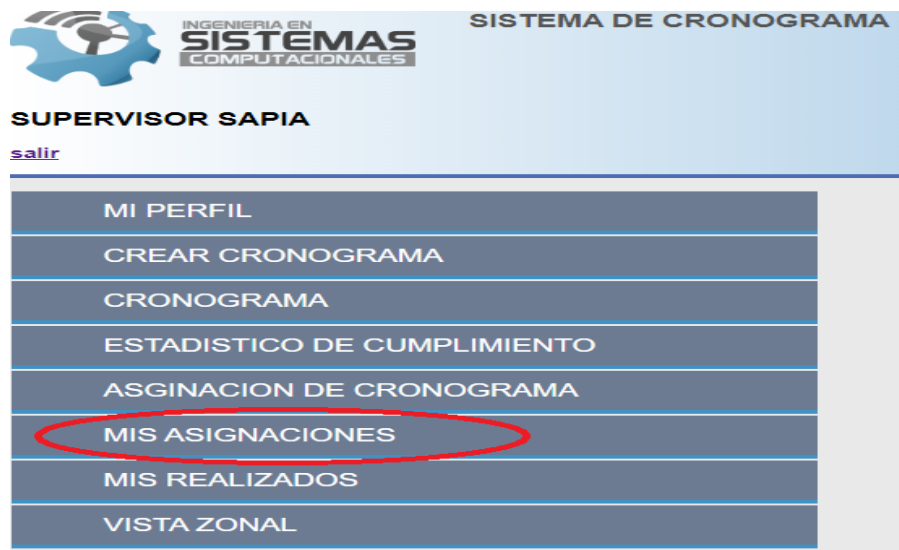 INGENIERIA EN
SISTEMAS
COMPUTACIONALES
SISTEMA DE CRONOGRAMA
SUPERVISOR SAPIA
salir
MI PERFIL
CREAR CRONOGRAMA
CRONOGRAMA
ESTADISTICO DE CUMPLIMIENTO
ASGINACION DE CRONOGRAMA
MIS ASIGNACIONES
MIS REALIZADOS
VISTA ZONAL